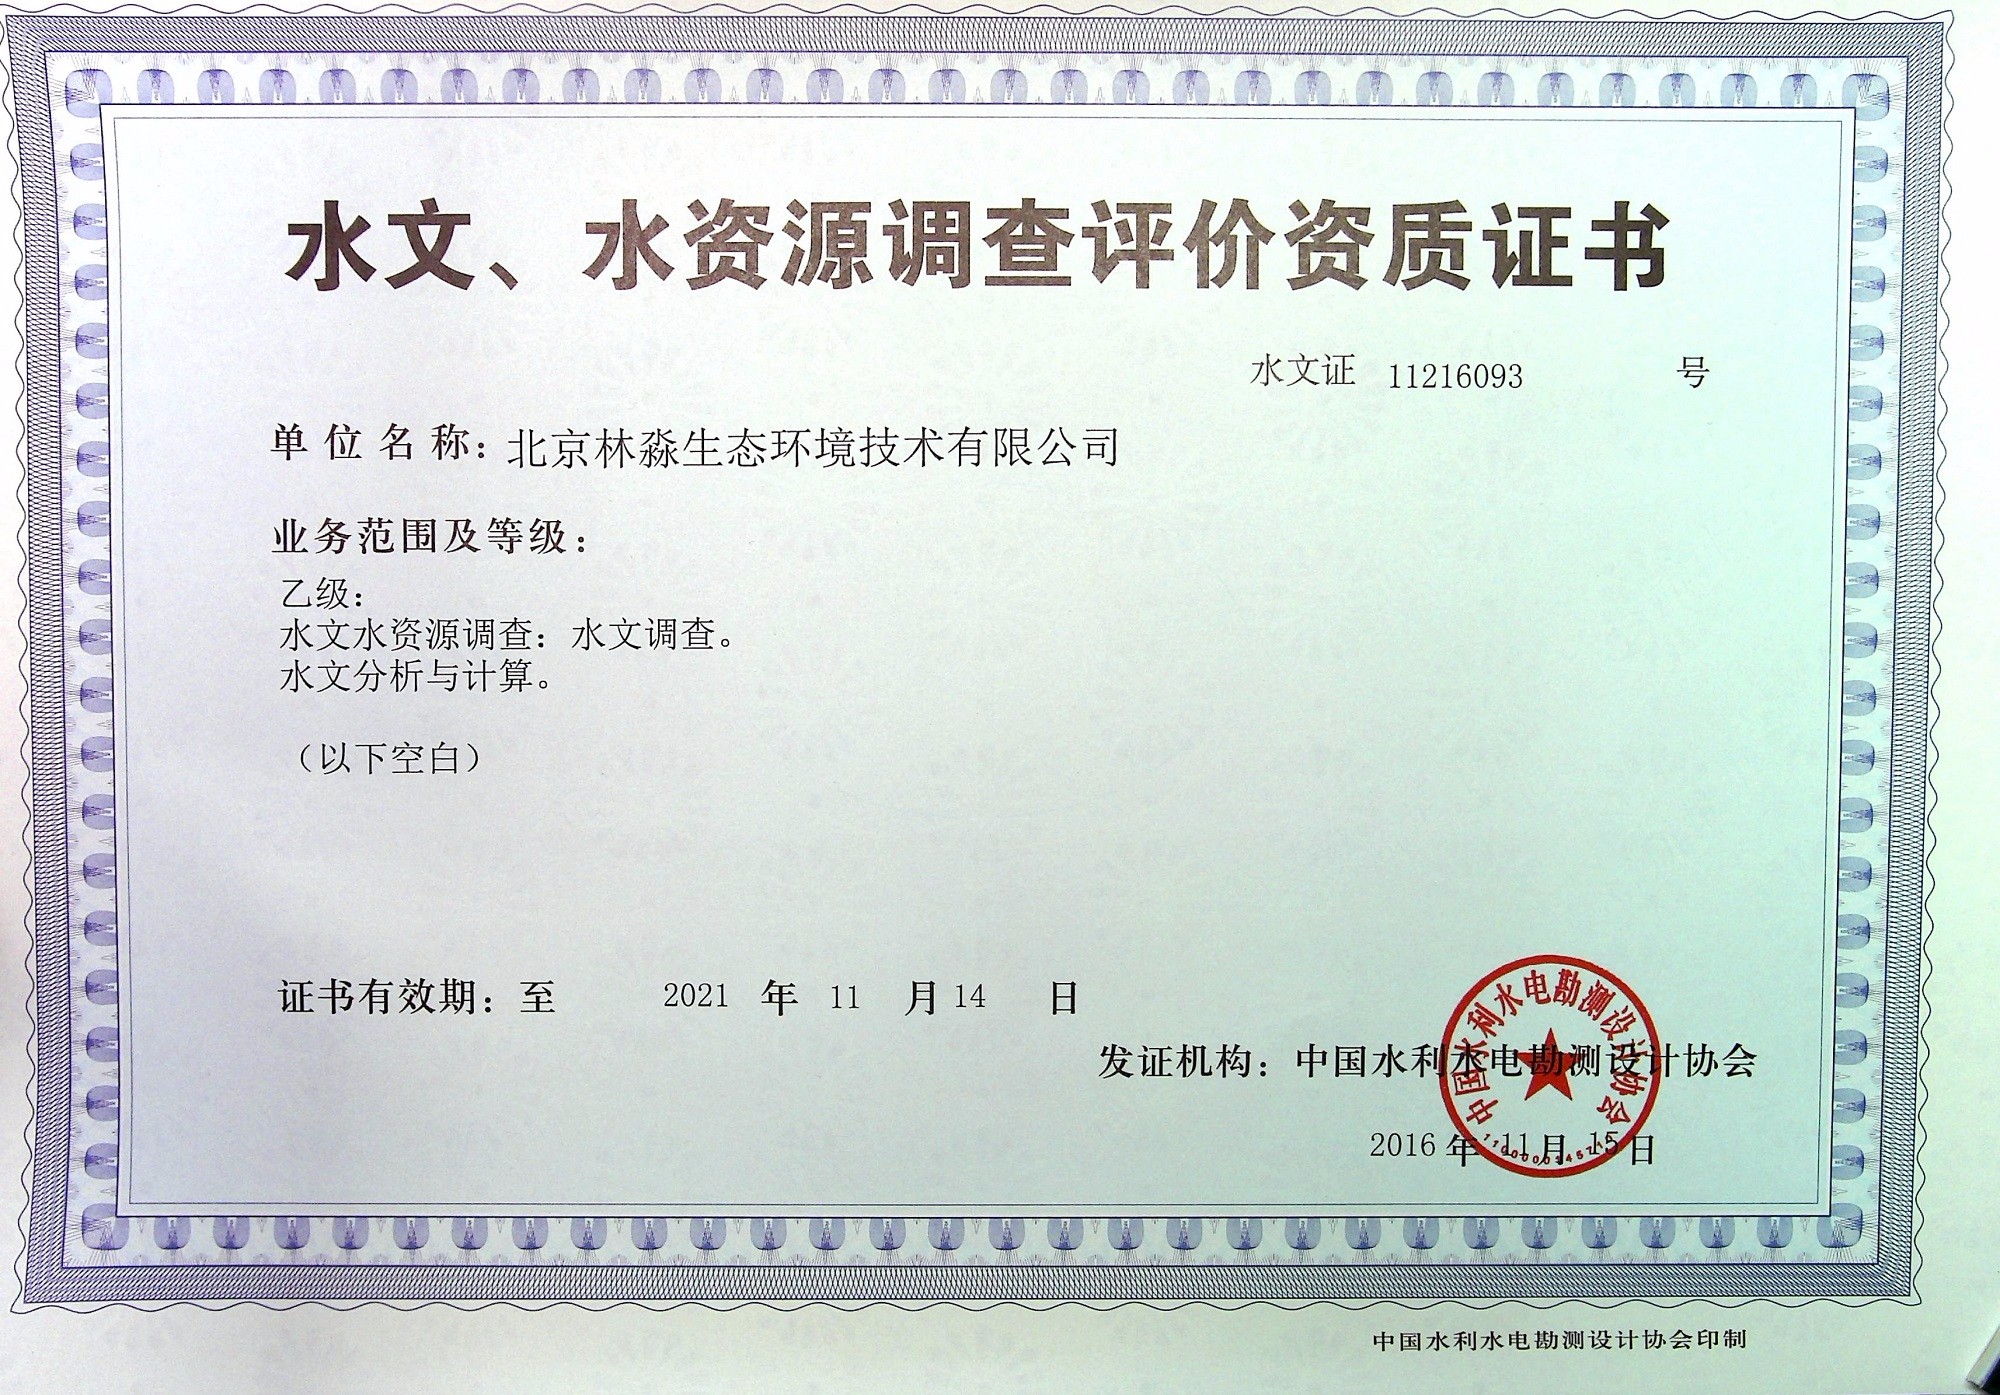 水文、水资源调查评价资质证书
水文证 11216093 号
单位名称：北京林淼生态环境技术有限公司
业务范围及等级：
乙级：
水文水资源调查：水文调查。
水文分析与计算。
（以下空白）
证书有效期：至 2021 年 11 月 14 日
发证机构：中国水利水电勘测设计协会
2016 年 11 月 15 日
中国水利水电勘测设计协会
中国水利水电勘测设计协会印制